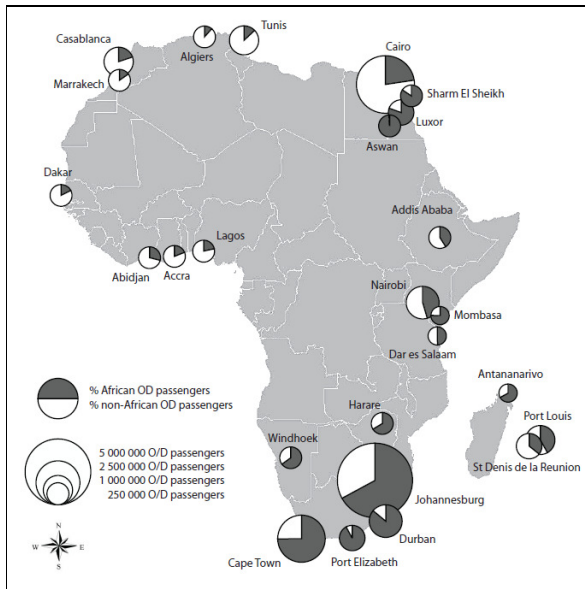 Tunis
Casablanca
Algiers
Cairo
Marrakech
Sharm El Sheikh
Luxor
Aswan
Dakar
Addis Ababa
Lagos
Abidjan
Accra
Nairobi
Mombasa
Dar es Salaam
Antananarivo
% African OD passengers
% non-African OD passengers
Harare
Port Louis
Windhoek
St Denis de la Reunion
5 000 000 O/D passengers
2 500 000 O/D passengers
1 000 000 O/D passengers
250 000 O/D passengers
Johannesburg
N
W E
S
Durban
Cape Town
Port Elizabeth